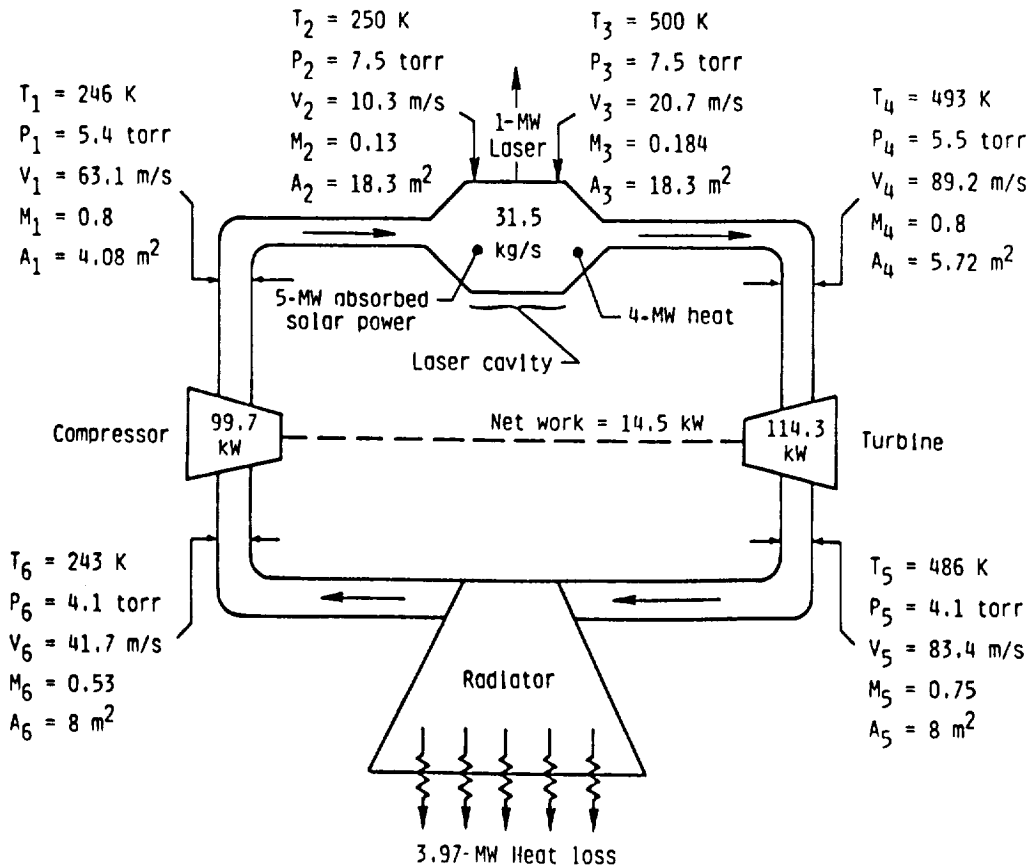 T2 = 250 K
P2 = 7.5 torr
V2 = 10.3 m/s
M2 = 0.13
A2 = 18.3 m2
T3 = 500 K
P3 = 7.5 torr
V3 = 20.7 m/s
M3 = 0.184
A3 = 18.3 m2
T1 = 246 K
P1 = 5.4 torr
V1 = 63.1 m/s
M1 = 0.8
A1 = 4.08 m2
1-MW
Laser
T4 = 493 K
P4 = 5.5 torr
V4 = 89.2 m/s
M4 = 0.8
A4 = 5.72 m2
31.5
kg/s
5-MW absorbed
solar power
4-MW heat
Laser cavity
Compressor
99.7
kW
Net work = 14.5 kW
114.3
kW
Turbine
T6 = 243 K
P6 = 4.1 torr
V6 = 41.7 m/s
M6 = 0.53
A6 = 8 m2
T5 = 486 K
P5 = 4.1 torr
V5 = 83.4 m/s
M5 = 0.75
A5 = 8 m2
Radiator
3.97-MW Heat loss